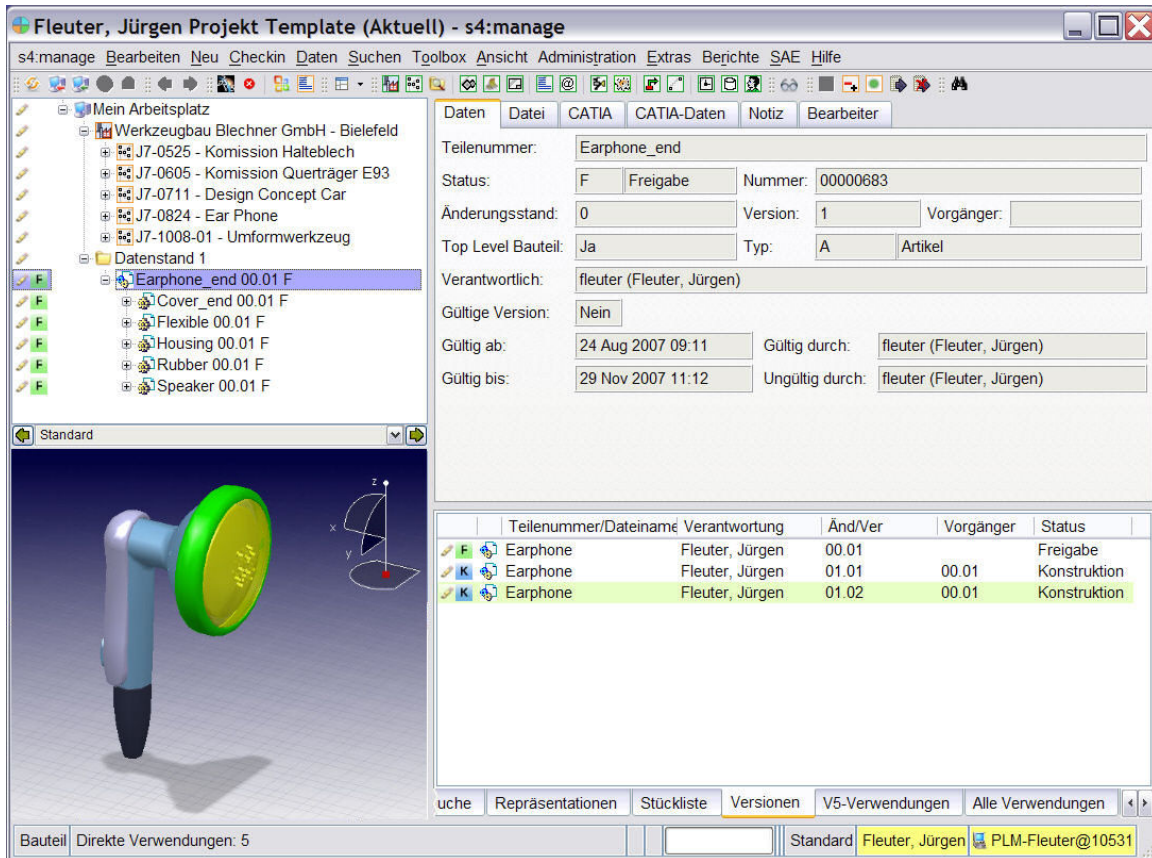 Fleuter, Jürgen Projekt Template (Aktuell) - s4:manage
s4:manage Bearbeiten Neu Checkin Daten Suchen Toolbox Ansicht Administration Extras Berichte SAE Hilfe
Mein Arbeitsplatz
Werkzeugbau Blechner GmbH - Bielefeld
J7-0525 - Komission Halteblech
J7-0605 - Komission Querträger E93
J7-0711 - Design Concept Car
J7-0824 - Ear Phone
J7-1008-01 - Umformwerkzeug
Datenstand 1
F Earphone_end 00.01 F
F Cover_end 00.01 F
F Flexible 00.01 F
F Housing 00.01 F
F Rubber 00.01 F
F Speaker 00.01 F
Standard
z
x
y
Daten Datei CATIA CATIA-Daten Notiz Bearbeiter
Teilenummer: Earphone_end
Status: F Freigabe Nummer: 00000683
Änderungsstand: 0 Version: 1 Vorgänger:
Top Level Bauteil: Ja Typ: A Artikel
Verantwortlich: fleuter (Fleuter, Jürgen)
Gültige Version: Nein
Gültig ab: 24 Aug 2007 09:11 Gültig durch: fleuter (Fleuter, Jürgen)
Gültig bis: 29 Nov 2007 11:12 Ungültig durch: fleuter (Fleuter, Jürgen)
Teilenummer/Dateiname Verantwortung Änd/Ver Vorgänger Status
F Earphone Fleuter, Jürgen 00.01 Freigabe
K Earphone Fleuter, Jürgen 01.01 00.01 Konstruktion
K Earphone Fleuter, Jürgen 01.02 00.01 Konstruktion
uche Repräsentationen Stückliste Versionen V5-Verwendungen Alle Verwendungen
Bauteil Direkte Verwendungen: 5 Standard Fleuter, Jürgen PLM-Fleuter@10531